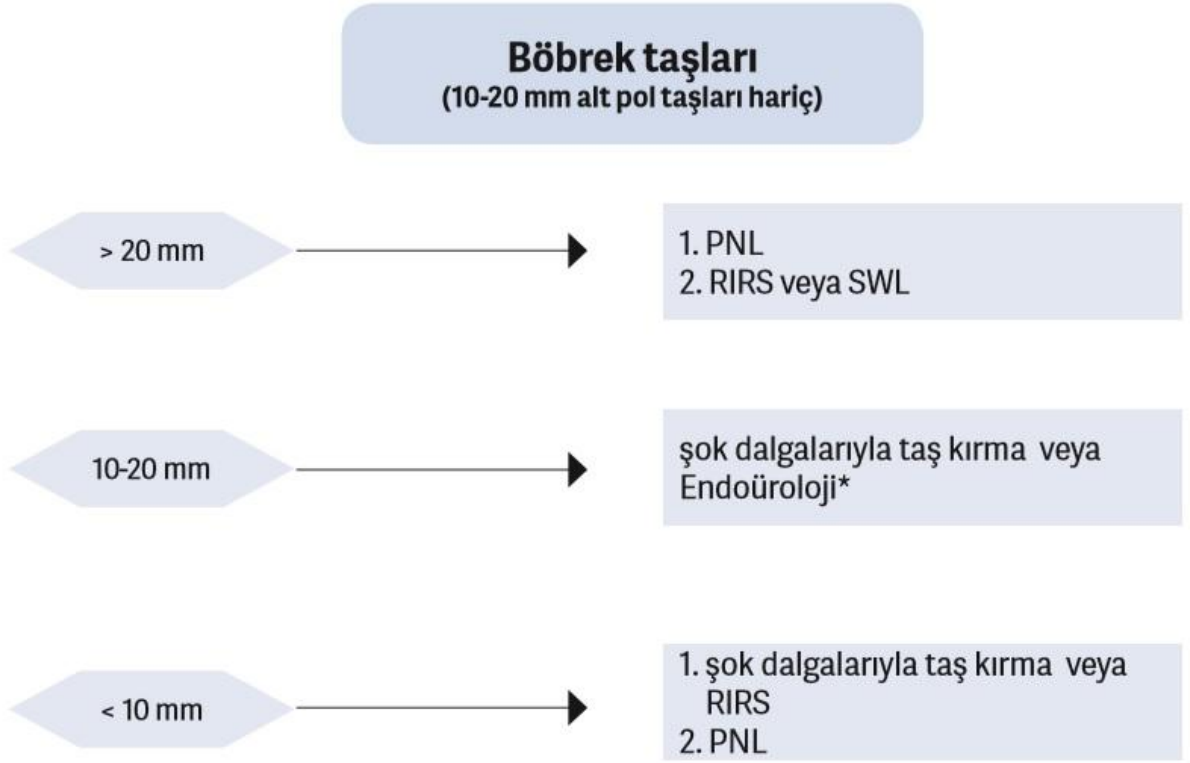 Böbrek taşları
(10-20 mm alt pol taşları hariç)
> 20 mm
1. PNL
2. RIRS veya SWL
10-20 mm
şok dalgalarıyla taş kırma veya
Endoüroloji*
< 10 mm
1. şok dalgalarıyla taş kırma veya
RIRS
2. PNL